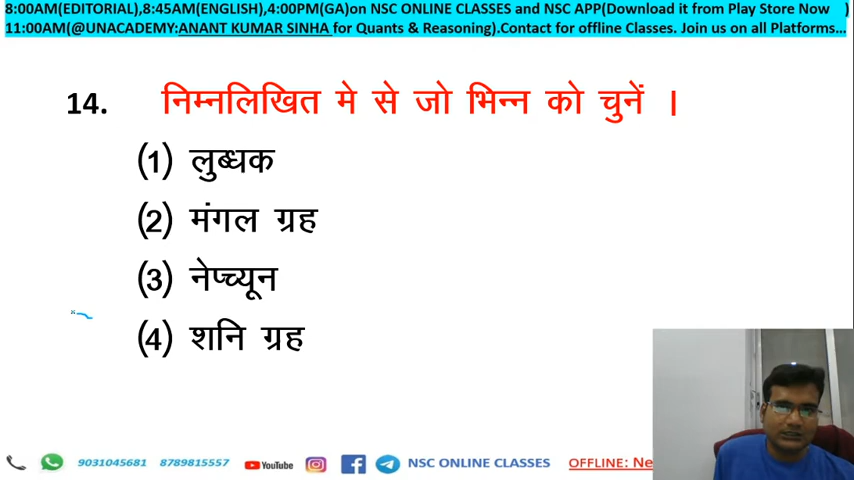 8:00AM(EDITORIAL),8:45AM(ENGLISH),4:00PM(GA)on NSC ONLINE CLASSES and NSC APP(Download it from Play Store Now )
11:00AM(@UNACADEMY:ANANT KUMAR SINHA for Quants & Reasoning).Contact for offline Classes. Join us on all Platforms...
14. निम्नलिखित मे से जो भिन्न को चुनें ।
(1) लुब्धक
(2) मंगल ग्रह
(3) नेप्च्यून
(4) शनि ग्रह
9031045681 8789815557 YouTube NSC ONLINE CLASSES OFFLINE: Ne